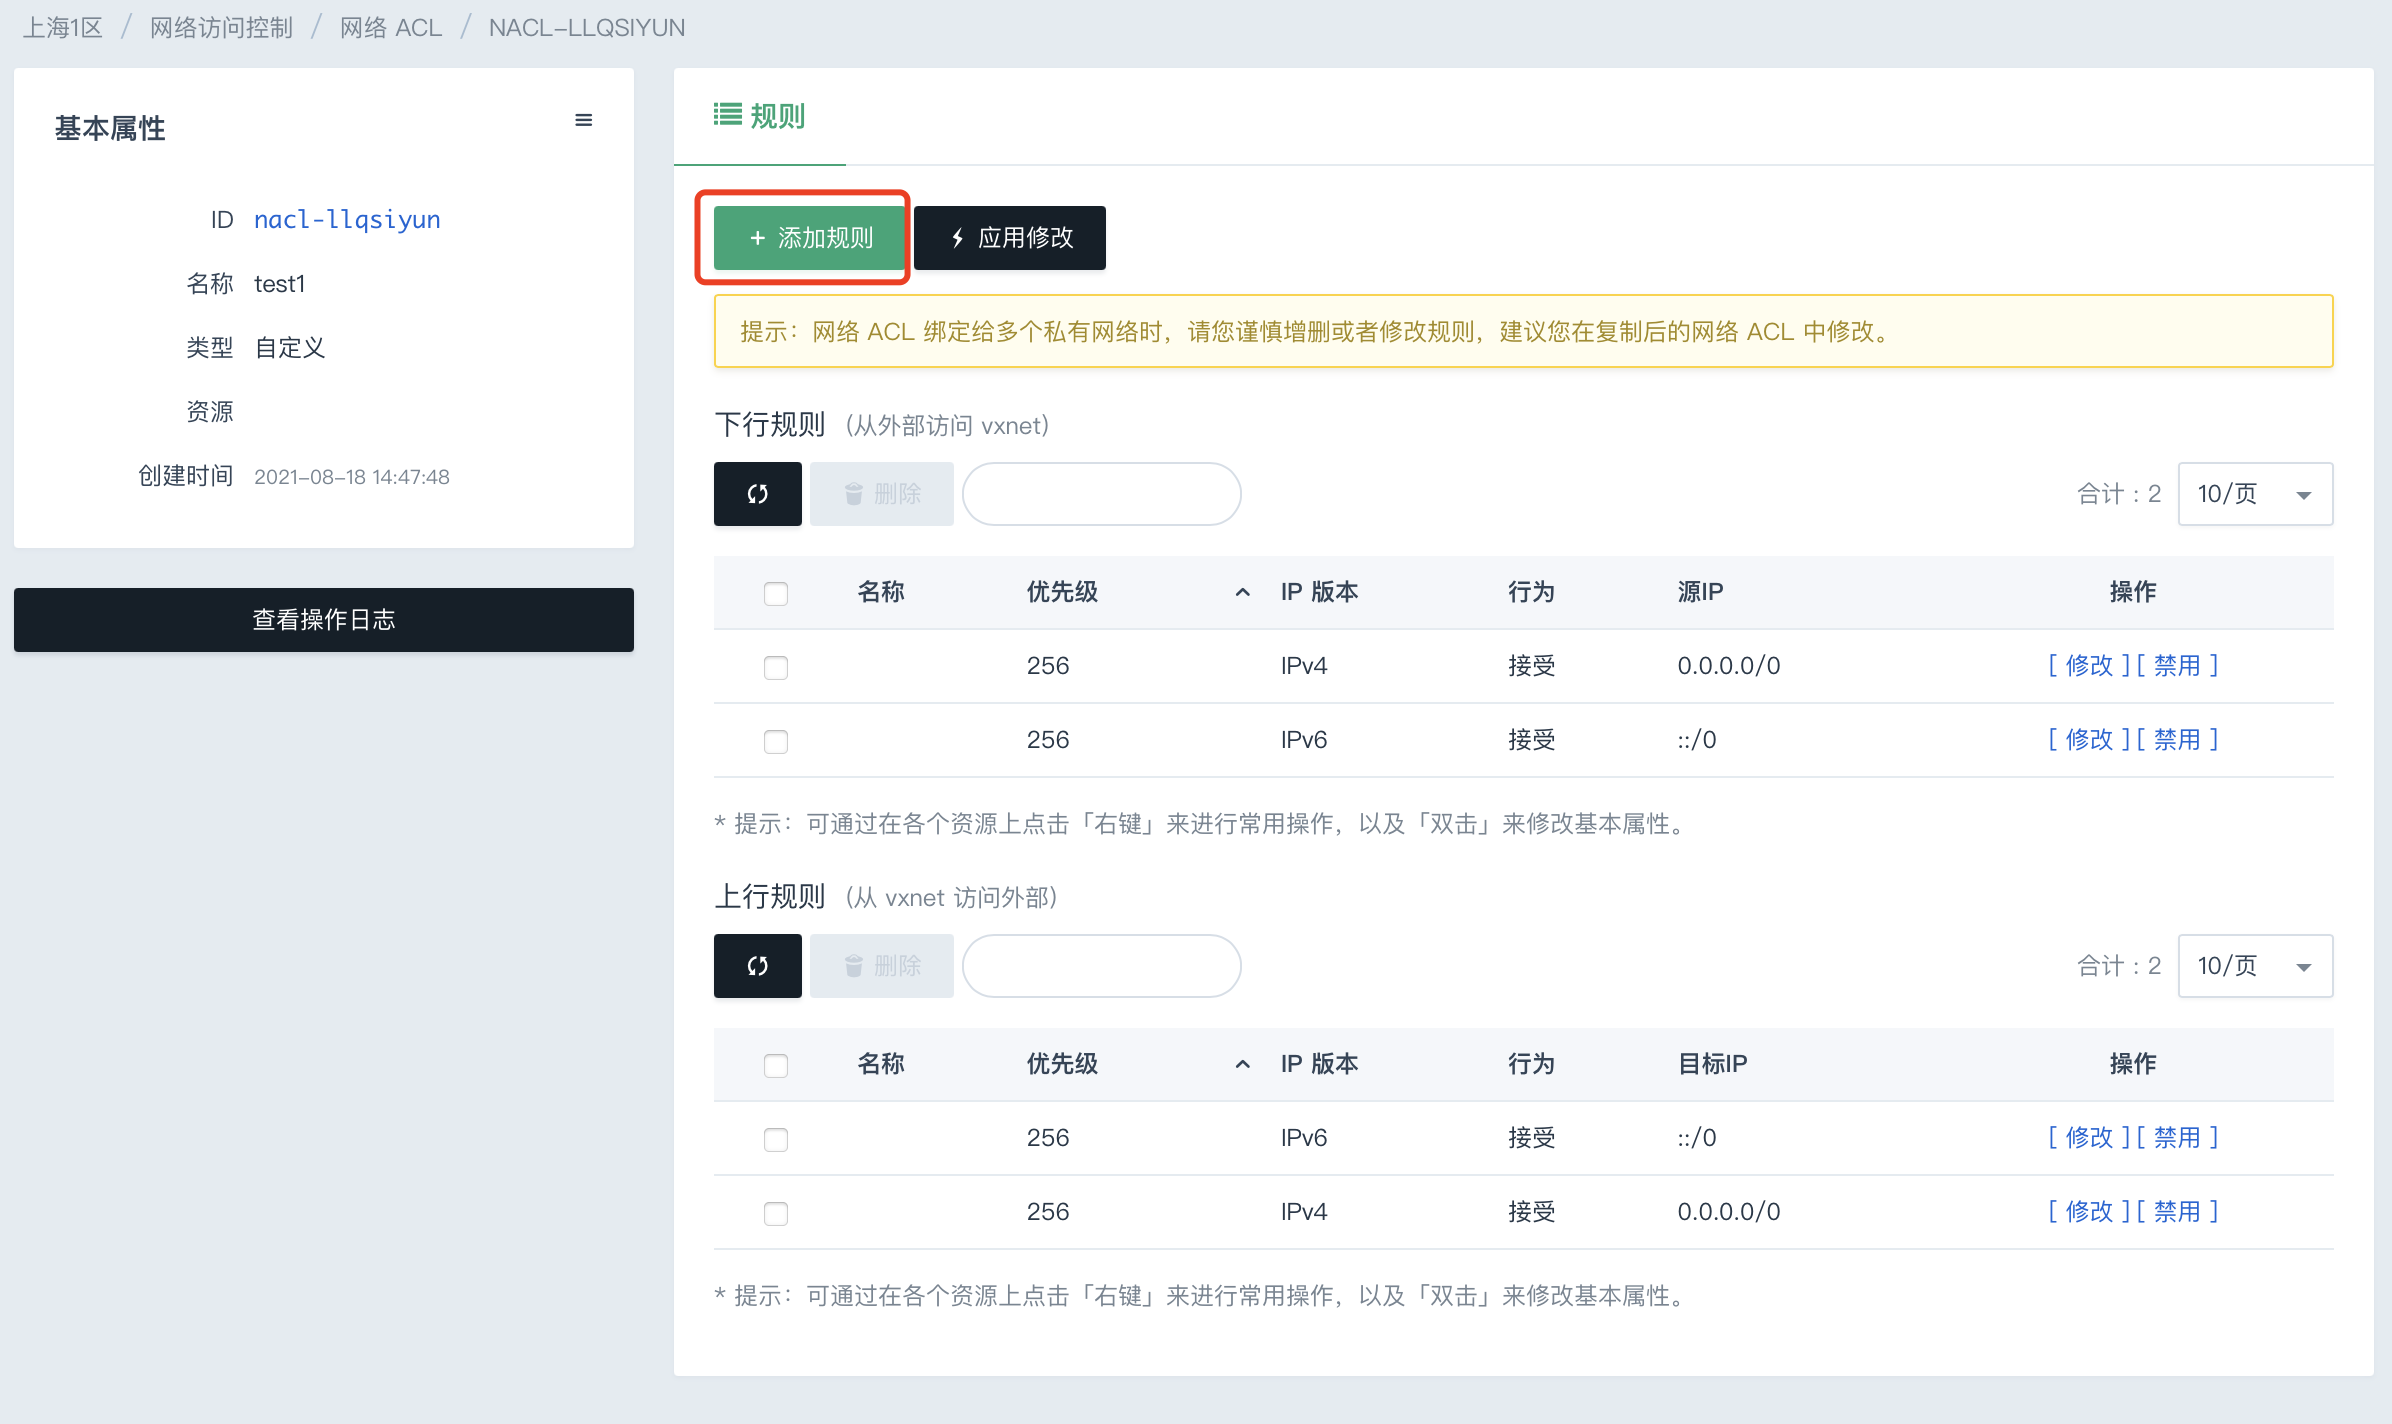 上海1区 / 网络访问控制 / 网络 ACL / NACL-LLQSIYUN
基本属性
ID nacl-llqsiyun
名称 test1
类型 自定义
资源
创建时间 2021-08-18 14:47:48
查看操作日志
规则
+ 添加规则 应用修改
提示：网络 ACL 绑定给多个私有网络时，请您谨慎增删或者修改规则，建议您在复制后的网络 ACL 中修改。
下行规则 (从外部访问 vxnet)
删除 合计：2 10/页
名称 优先级 IP 版本 行为 源IP 操作
256 IPv4 接受 0.0.0.0/0 [ 修改 ][ 禁用 ]
256 IPv6 接受 ::/0 [ 修改 ][ 禁用 ]
* 提示：可通过在各个资源上点击「右键」来进行常用操作，以及「双击」来修改基本属性。
上行规则 (从 vxnet 访问外部)
删除 合计：2 10/页
名称 优先级 IP 版本 行为 目标IP 操作
256 IPv6 接受 ::/0 [ 修改 ][ 禁用 ]
256 IPv4 接受 0.0.0.0/0 [ 修改 ][ 禁用 ]
* 提示：可通过在各个资源上点击「右键」来进行常用操作，以及「双击」来修改基本属性。